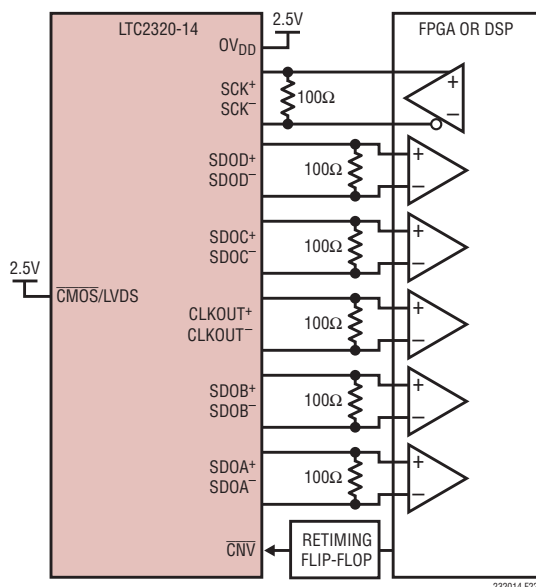 LTC2320-14
2.5V
OVDD
FPGA OR DSP
SCK+
SCK–
100Ω
+
–
SDOD+
SDOD–
100Ω
+
–
SDOC+
SDOC–
100Ω
+
–
2.5V
CMOS/LVDS
CLKOUT+
CLKOUT–
100Ω
+
–
SDOB+
SDOB–
100Ω
+
–
SDOA+
SDOA–
100Ω
+
–
CNV
RETIMING
FLIP-FLOP